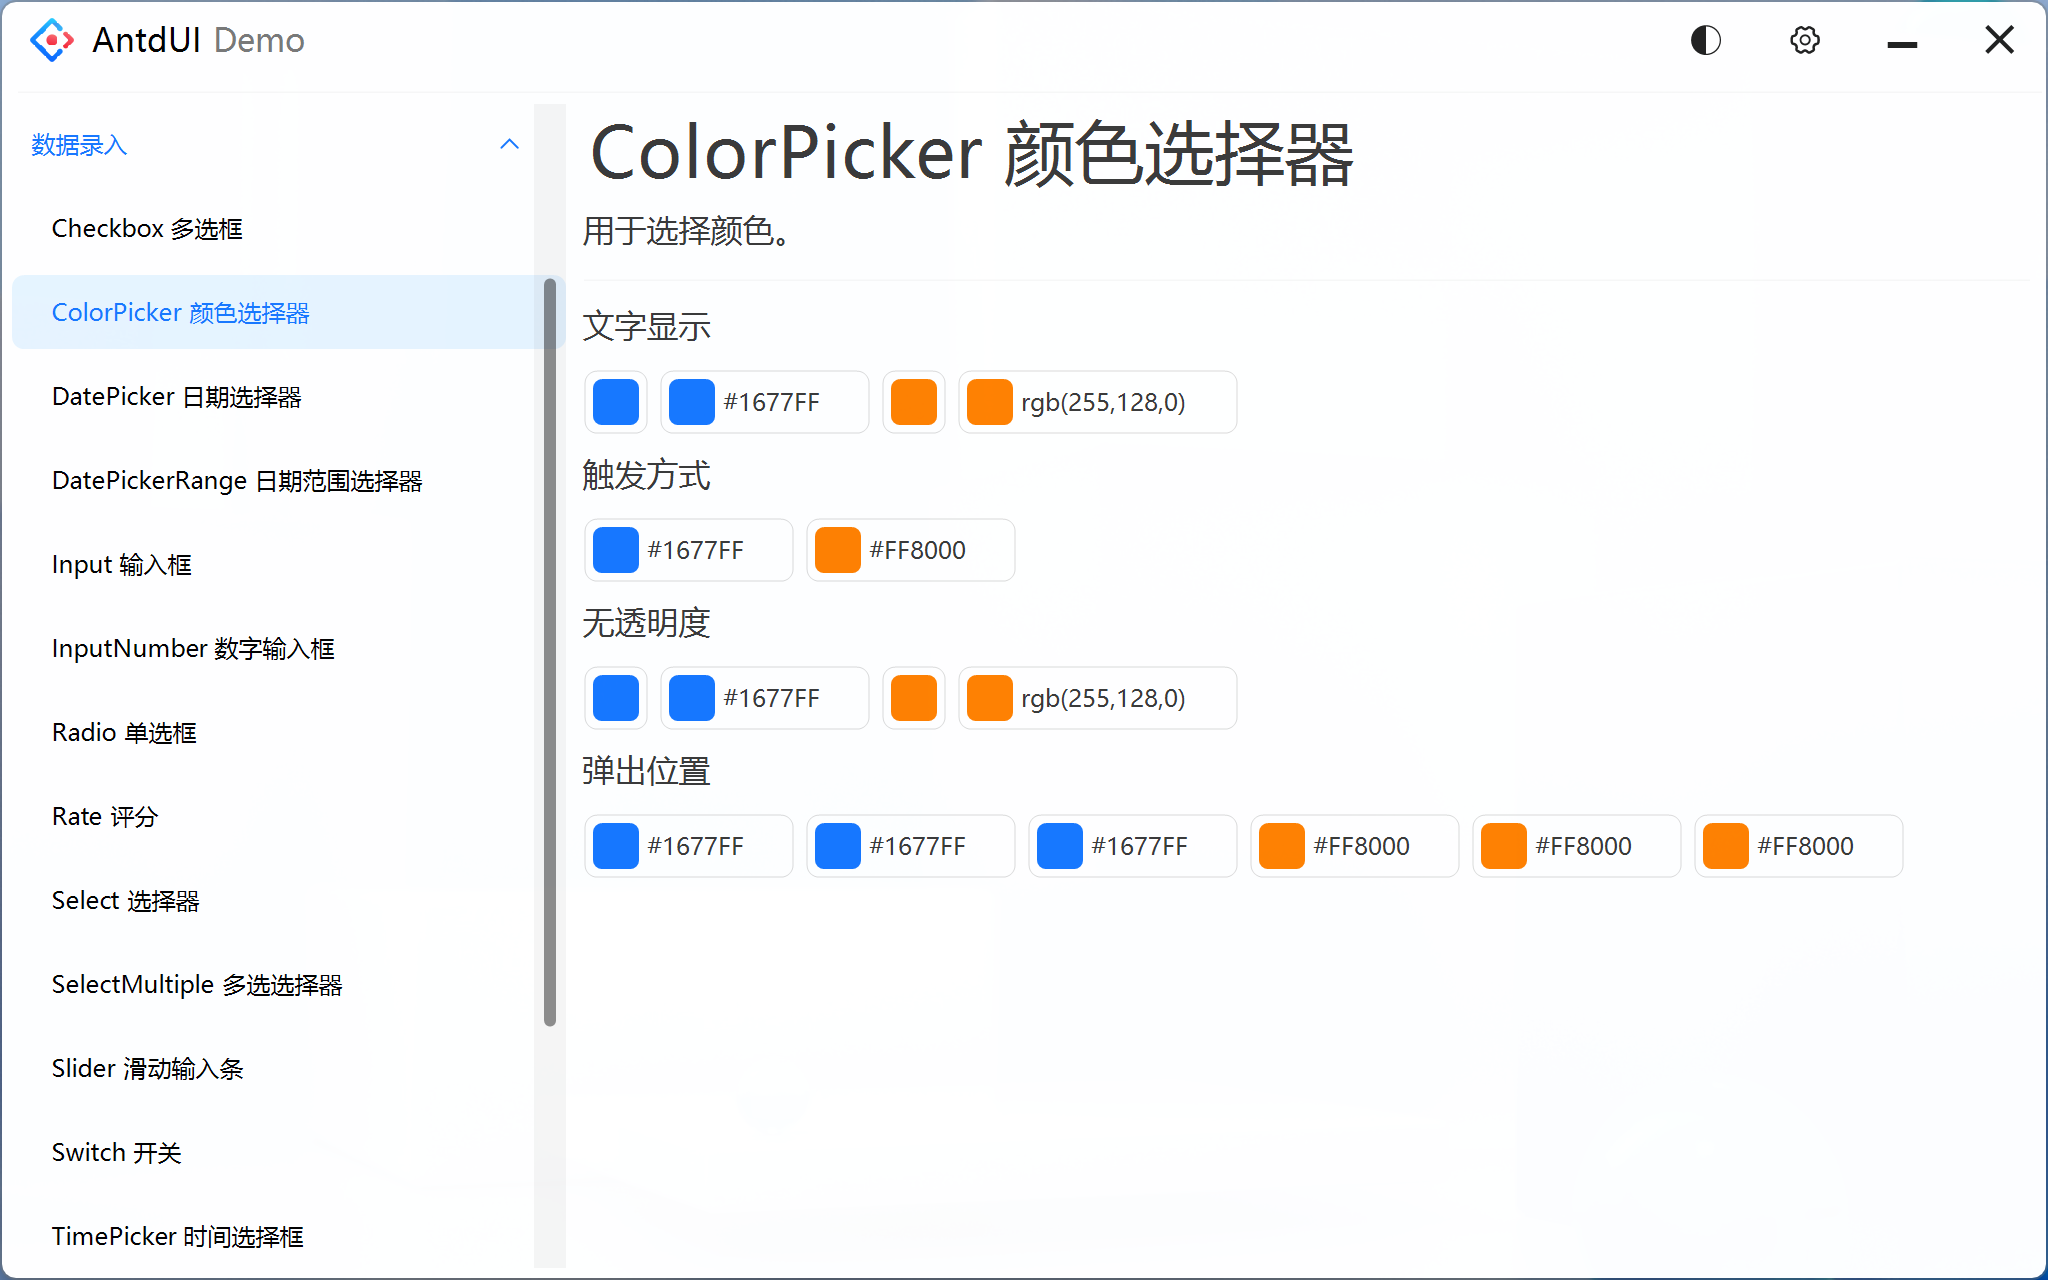 AntdUI Demo
数据录入
Checkbox 多选框
ColorPicker 颜色选择器
DatePicker 日期选择器
DatePickerRange 日期范围选择器
Input 输入框
InputNumber 数字输入框
Radio 单选框
Rate 评分
Select 选择器
SelectMultiple 多选选择器
Slider 滑动输入条
Switch 开关
TimePicker 时间选择框
ColorPicker 颜色选择器
用于选择颜色。
文字显示
#1677FF rgb(255,128,0)
触发方式
#1677FF #FF8000
无透明度
#1677FF rgb(255,128,0)
弹出位置
#1677FF #1677FF #1677FF #FF8000 #FF8000 #FF8000